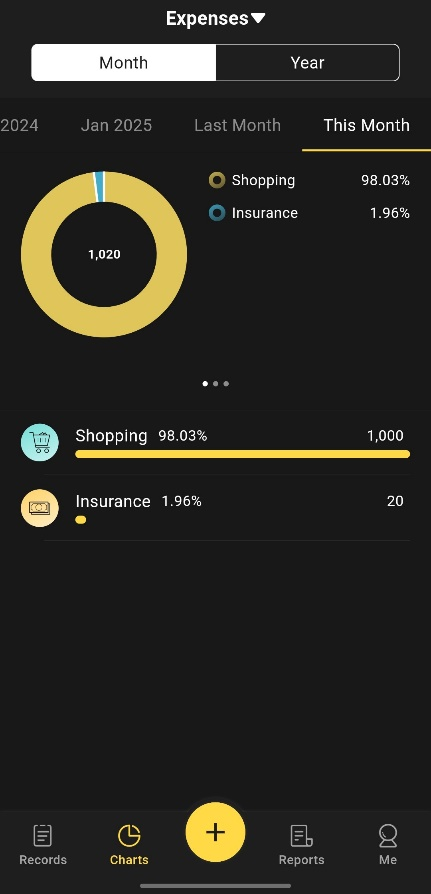 Expenses
Month Year
2024 Jan 2025 Last Month This Month
Shopping 98.03%
Insurance 1.96%
1,020
Shopping 98.03% 1,000
Insurance 1.96% 20
+
Records Charts Reports Me